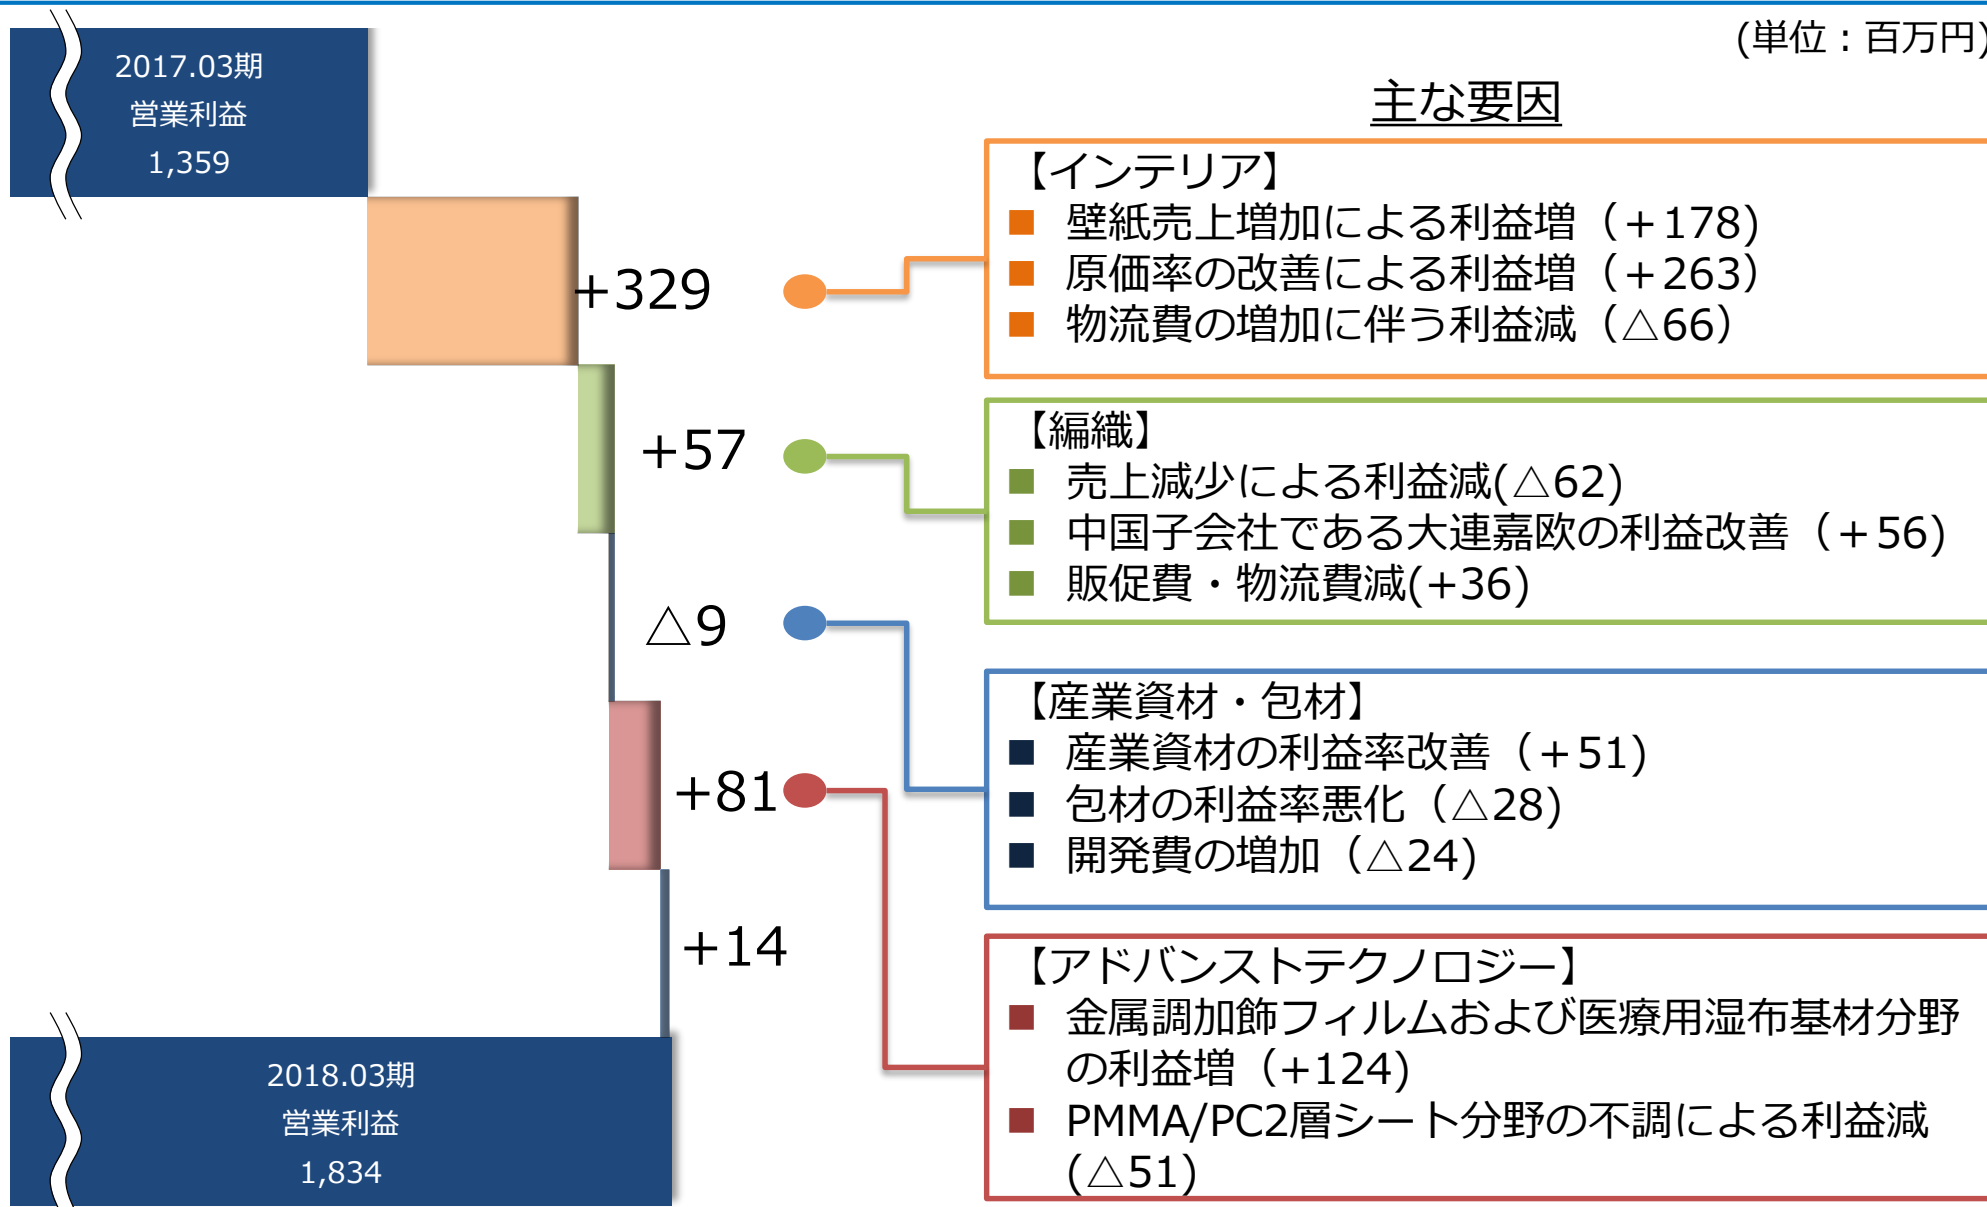 (単位：百万円)
2017.03期
営業利益
1,359
主な要因
【インテリア】
■ 壁紙売上増加による利益増（＋178)
■ 原価率の改善による利益増（＋263）
■ 物流費の増加に伴う利益減（△66）
+329
【編織】
■ 売上減少による利益減(△62)
■ 中国子会社である大連嘉欧の利益改善（＋56)
■ 販促費・物流費減(+36)
+57
△9
【産業資材・包材】
■ 産業資材の利益率改善（＋51)
■ 包材の利益率悪化（△28)
■ 開発費の増加（△24)
+81
+14
【アドバンストテクノロジー】
■ 金属調加飾フィルムおよび医療用湿布基材分野
の利益増（+124)
■ PMMA/PC2層シート分野の不調による利益減
(△51)
2018.03期
営業利益
1,834